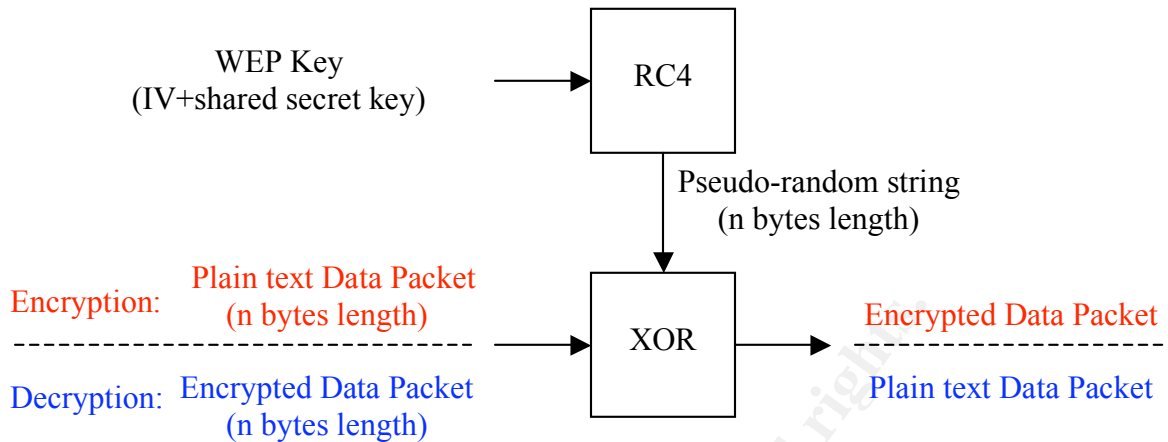 WEP Key
(IV+shared secret key)
RC4
Pseudo-random string
(n bytes length)
Encryption:
Plain text Data Packet
(n bytes length)
XOR
Encrypted Data Packet
Decryption:
Encrypted Data Packet
(n bytes length)
Plain text Data Packet
right